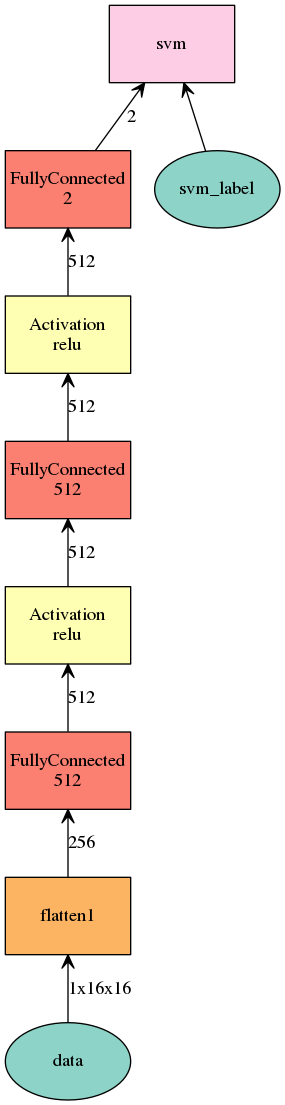 svm
2
FullyConnected
2
svm_label
512
Activation
relu
512
FullyConnected
512
512
Activation
relu
512
FullyConnected
512
256
flatten1
1x16x16
data